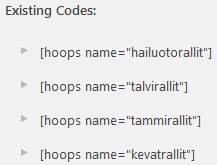 Existing Codes:
[hoops name="hailuotorallit"]
[hoops name="talvirallit"]
[hoops name="tammirallit"]
[hoops name="kevatrallit"]